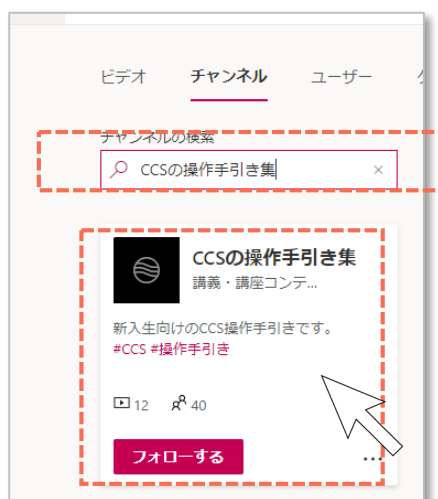 ビデオ チャンネル ユーザー
チャンネルの検索
CCSの操作手引き集
CCSの操作手引き集
講義・講座コンテ...
新入生向けのCCS操作手引きです。
#CCS #操作手引き
12 40
フォローする